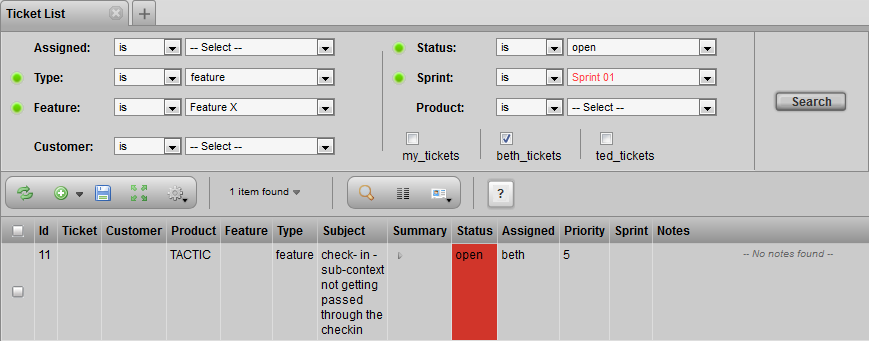 Ticket List
Assigned: is -- Select -- Status: is open
Type: is feature Sprint: is Sprint 01
Feature: is Feature X Product: is -- Select --
Search
Customer: is -- Select -- my_tickets beth_tickets ted_tickets
1 item found ?
Id Ticket Customer Product Feature Type Subject Summary Status Assigned Priority Sprint Notes
11 TACTIC feature check- in - open beth 5 -- No notes found --
sub-context
not getting
passed
through the
checkin